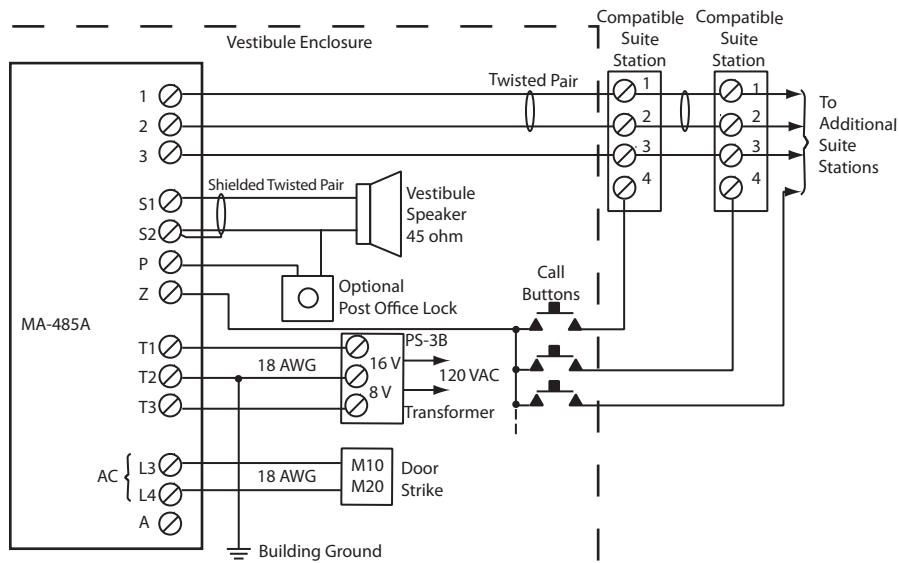 Compatible
Suite
Station
Compatible
Suite
Station
Vestibule Enclosure
Twisted Pair
1
2
3
1
2
3
4
1
2
3
4
To
Additional
Suite
Stations
Shielded Twisted Pair
S1
S2
Vestibule
Speaker
45 ohm
P
Z
Optional
Post Office Lock
Call
Buttons
MA-485A
T1
T2
T3
18 AWG
16 V
8 V
PS-3B
120 VAC
Transformer
AC
L3
L4
18 AWG
M10
M20
Door
Strike
A
Building Ground